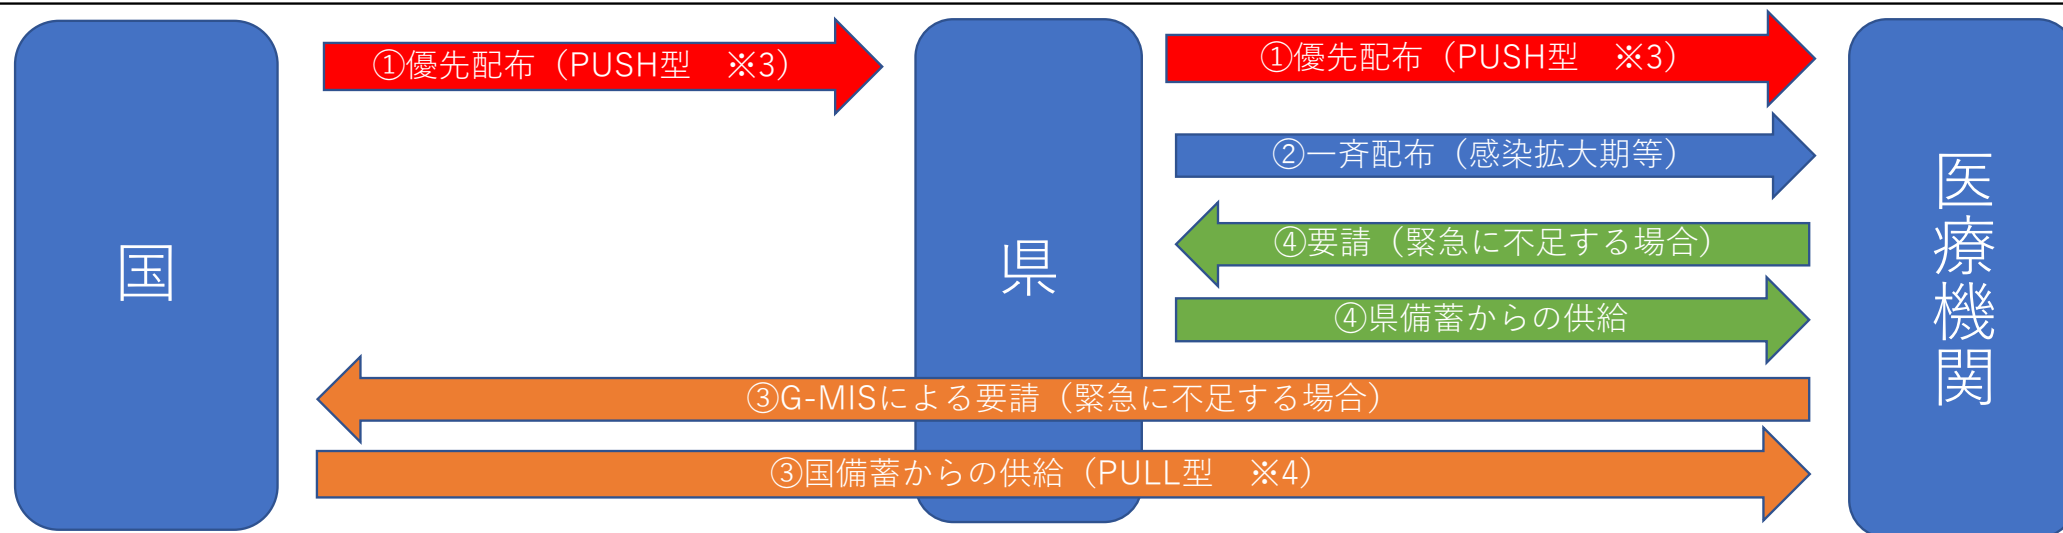 国
①優先配布（PUSH型　※3）
県
①優先配布（PUSH型　※3）
②一斉配布（感染拡大期等）
④要請（緊急に不足する場合）
④県備蓄からの供給
③G-MISによる要請（緊急に不足する場合）
③国備蓄からの供給（PULL型　※4）
医療機関